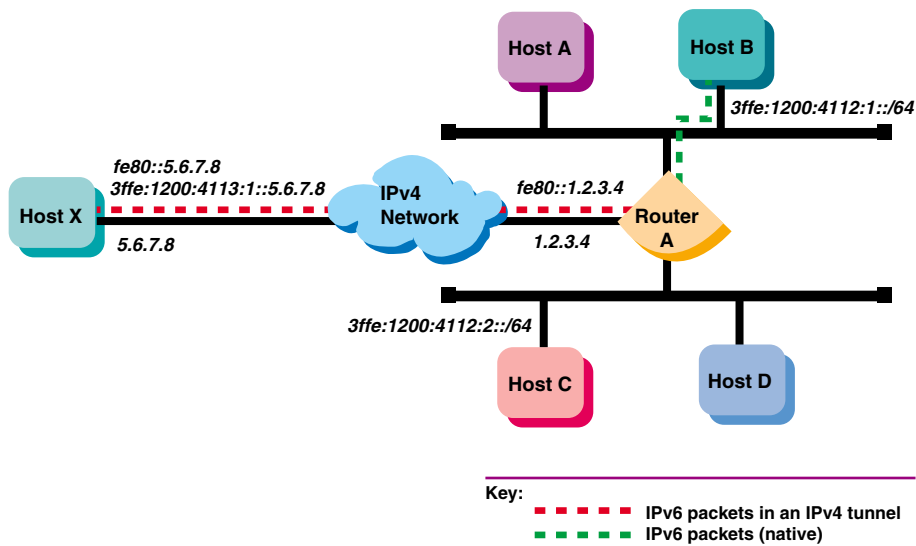 Host A
Host B
3ffe:1200:4112:1::/64
fe80::5.6.7.8
3ffe:1200:4113:1::5.6.7.8
Host X
5.6.7.8
IPv4
Network
fe80::1.2.3.4
1.2.3.4
Router
A
3ffe:1200:4112:2::/64
Host C
Host D
Key:
IPv6 packets in an IPv4 tunnel
IPv6 packets (native)